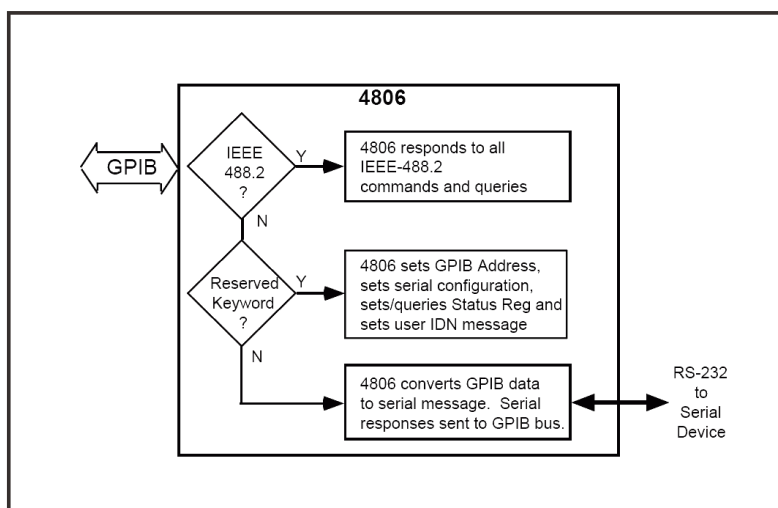 4806
GPIB
IEEE
488.2
?
Y
4806 responds to all
IEEE-488.2
commands and queries
N
Reserved
Keyword
?
Y
4806 sets GPIB Address,
sets serial configuration,
sets/queries Status Reg and
sets user IDN message
N
4806 converts GPIB data
to serial message. Serial
responses sent to GPIB bus.
RS-232
to
Serial
Device